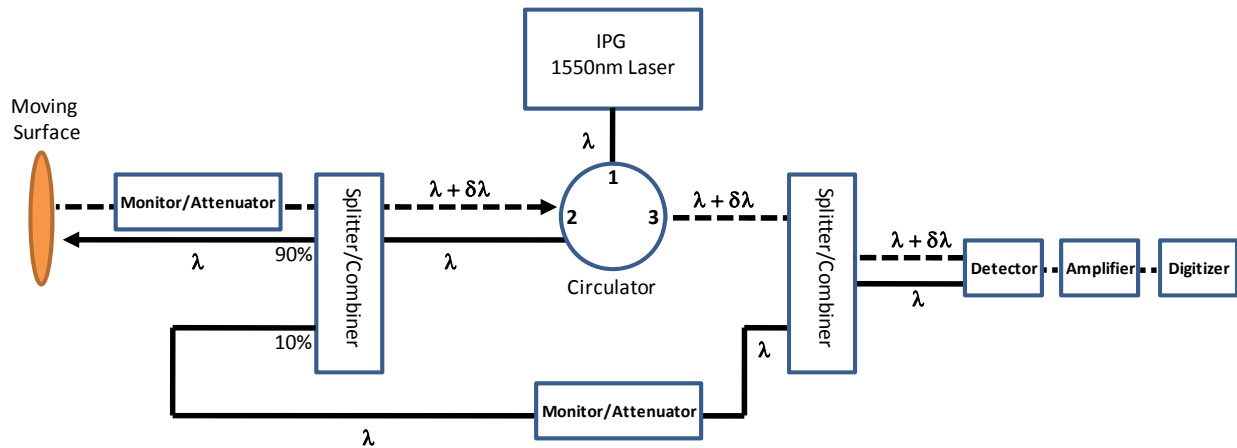 IPG
1550nm Laser
Moving
Surface
λ
1
Monitor/Attenuator
Splitter/Combiner
λ + δλ
2
3
λ + δλ
Splitter/Combiner
λ + δλ
λ
90%
λ
Circulator
Detector
Amplifier
Digitizer
λ
10%
λ
Monitor/Attenuator
λ